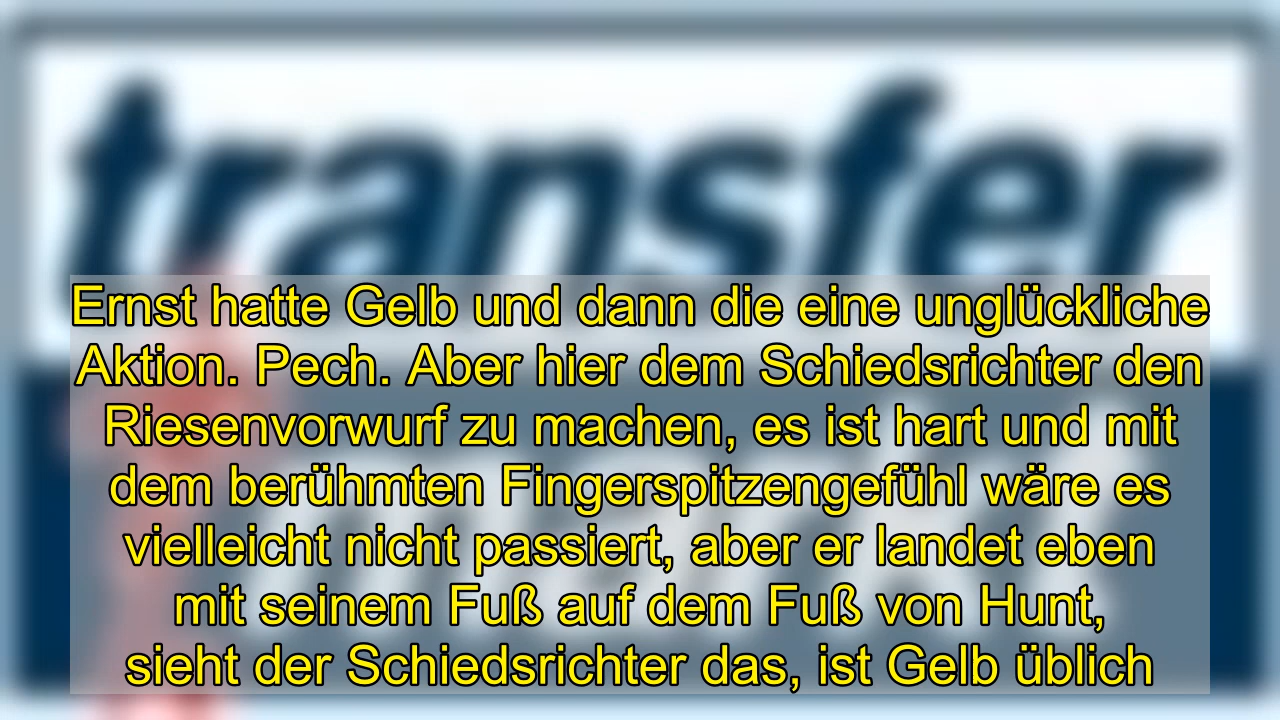 transfer
Ernst hatte Gelb und dann die eine unglückliche
Aktion. Pech. Aber hier dem Schiedsrichter den
Riesenvorwurf zu machen, es ist hart und mit
dem berühmten Fingerspitzengefühl wäre es
vielleicht nicht passiert, aber er landet eben
mit seinem Fuß auf dem Fuß von Hunt,
sieht der Schiedsrichter das, ist Gelb üblich